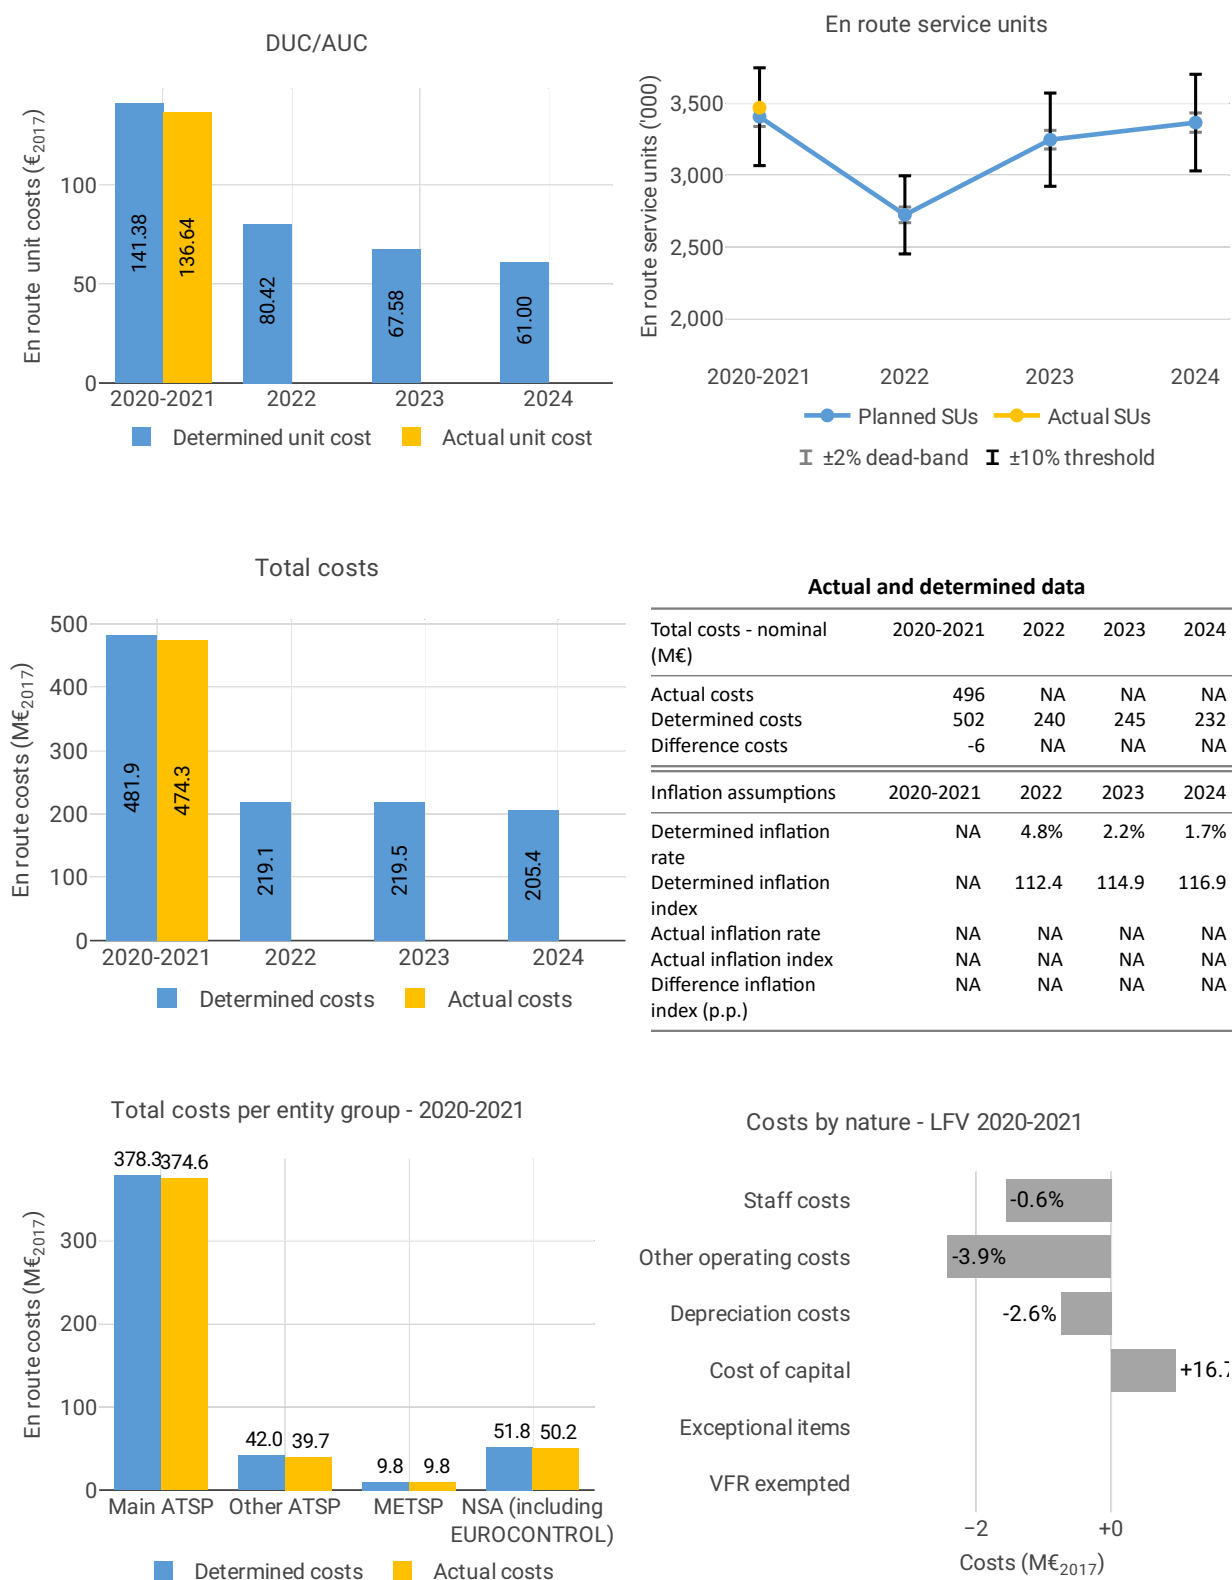 DUC/AUC
En route unit costs (€2017)
100
50
0
141.38
136.64
80.42
67.58
61.00
2020-2021
2022
2023
2024
Determined unit cost
Actual unit cost
En route service units
En route service units ('000)
3,500
3,000
2,500
2,000
2020-2021
2022
2023
2024
Planned SUs
Actual SUs
±2% dead-band
±10% threshold
Total costs
En route costs (M€2017)
500
400
300
200
100
0
481.9
474.3
219.1
219.5
205.4
2020-2021
2022
2023
2024
Determined costs
Actual costs
Actual and determined data
Total costs - nominal 2020-2021 2022 2023 2024
(M€)
Actual costs 496 NA NA NA
Determined costs 502 240 245 232
Difference costs -6 NA NA NA
Inflation assumptions 2020-2021 2022 2023 2024
Determined inflation NA 4.8% 2.2% 1.7%
rate
Determined inflation NA 112.4 114.9 116.9
index
Actual inflation rate NA NA NA NA
Actual inflation index NA NA NA NA
Difference inflation NA NA NA NA
index (p.p.)
Total costs per entity group - 2020-2021
En route costs (M€2017)
300
200
100
0
378.3
374.6
42.0
39.7
9.8
9.8
51.8
50.2
Main ATSP
Other ATSP
METSP
NSA (including
EUROCONTROL)
Determined costs
Actual costs
Costs by nature - LFV 2020-2021
Staff costs
-0.6%
Other operating costs
-3.9%
Depreciation costs
-2.6%
Cost of capital
+16.7
Exceptional items
VFR exempted
−2
+0
Costs (M€2017)